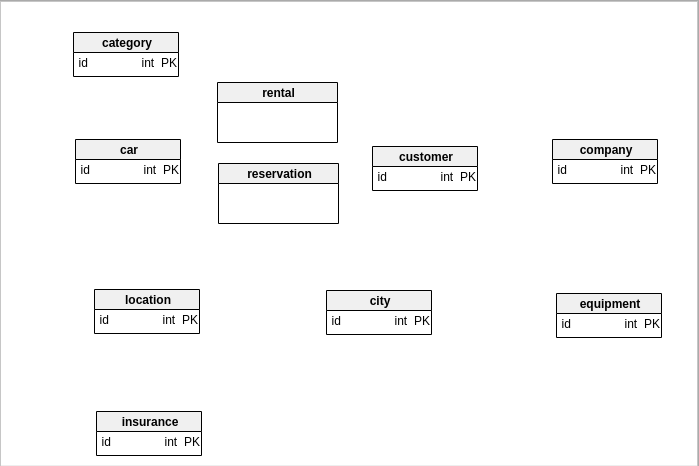 category
id int PK
rental
car
id int PK
customer
id int PK
company
id int PK
reservation
location
id int PK
city
id int PK
equipment
id int PK
insurance
id int PK